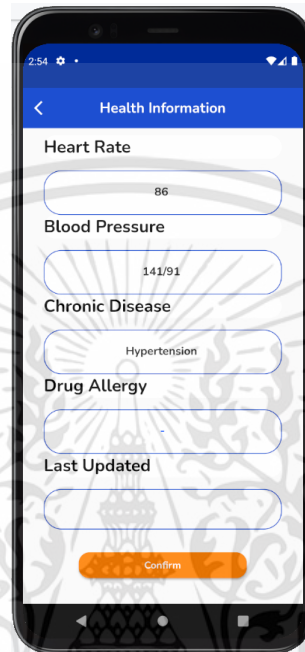 2:54
Health Information
Heart Rate
86
Blood Pressure
141/91
Chronic Disease
Hypertension
Drug Allergy
-
Last Updated
Confirm